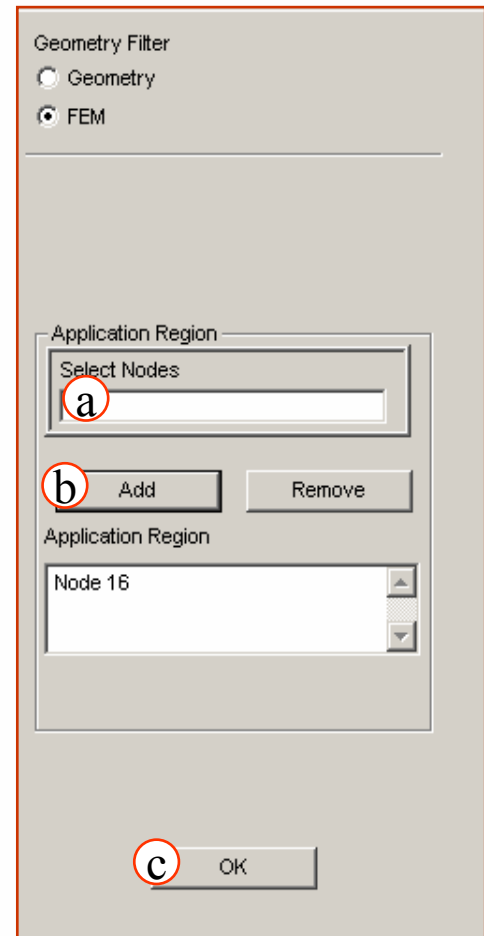 Geometry Filter
Geometry
FEM
Application Region
Select Nodes
a
b Add Remove
Application Region
Node 16
c OK